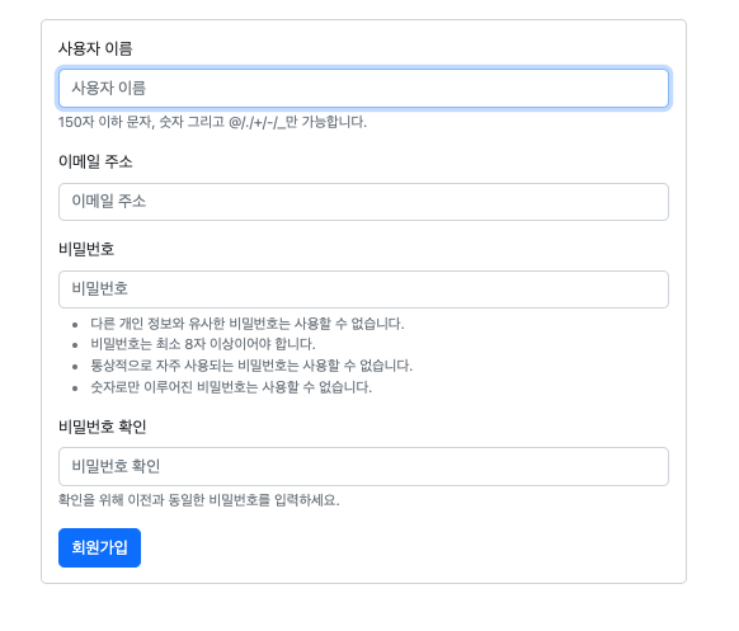 사용자 이름
사용자 이름
150자 이하 문자, 숫자 그리고 @/./+/-/_만 가능합니다.
이메일 주소
이메일 주소
비밀번호
비밀번호
• 다른 개인 정보와 유사한 비밀번호는 사용할 수 없습니다.
• 비밀번호는 최소 8자 이상이어야 합니다.
• 통상적으로 자주 사용되는 비밀번호는 사용할 수 없습니다.
• 숫자로만 이루어진 비밀번호는 사용할 수 없습니다.
비밀번호 확인
비밀번호 확인
확인을 위해 이전과 동일한 비밀번호를 입력하세요.
회원가입